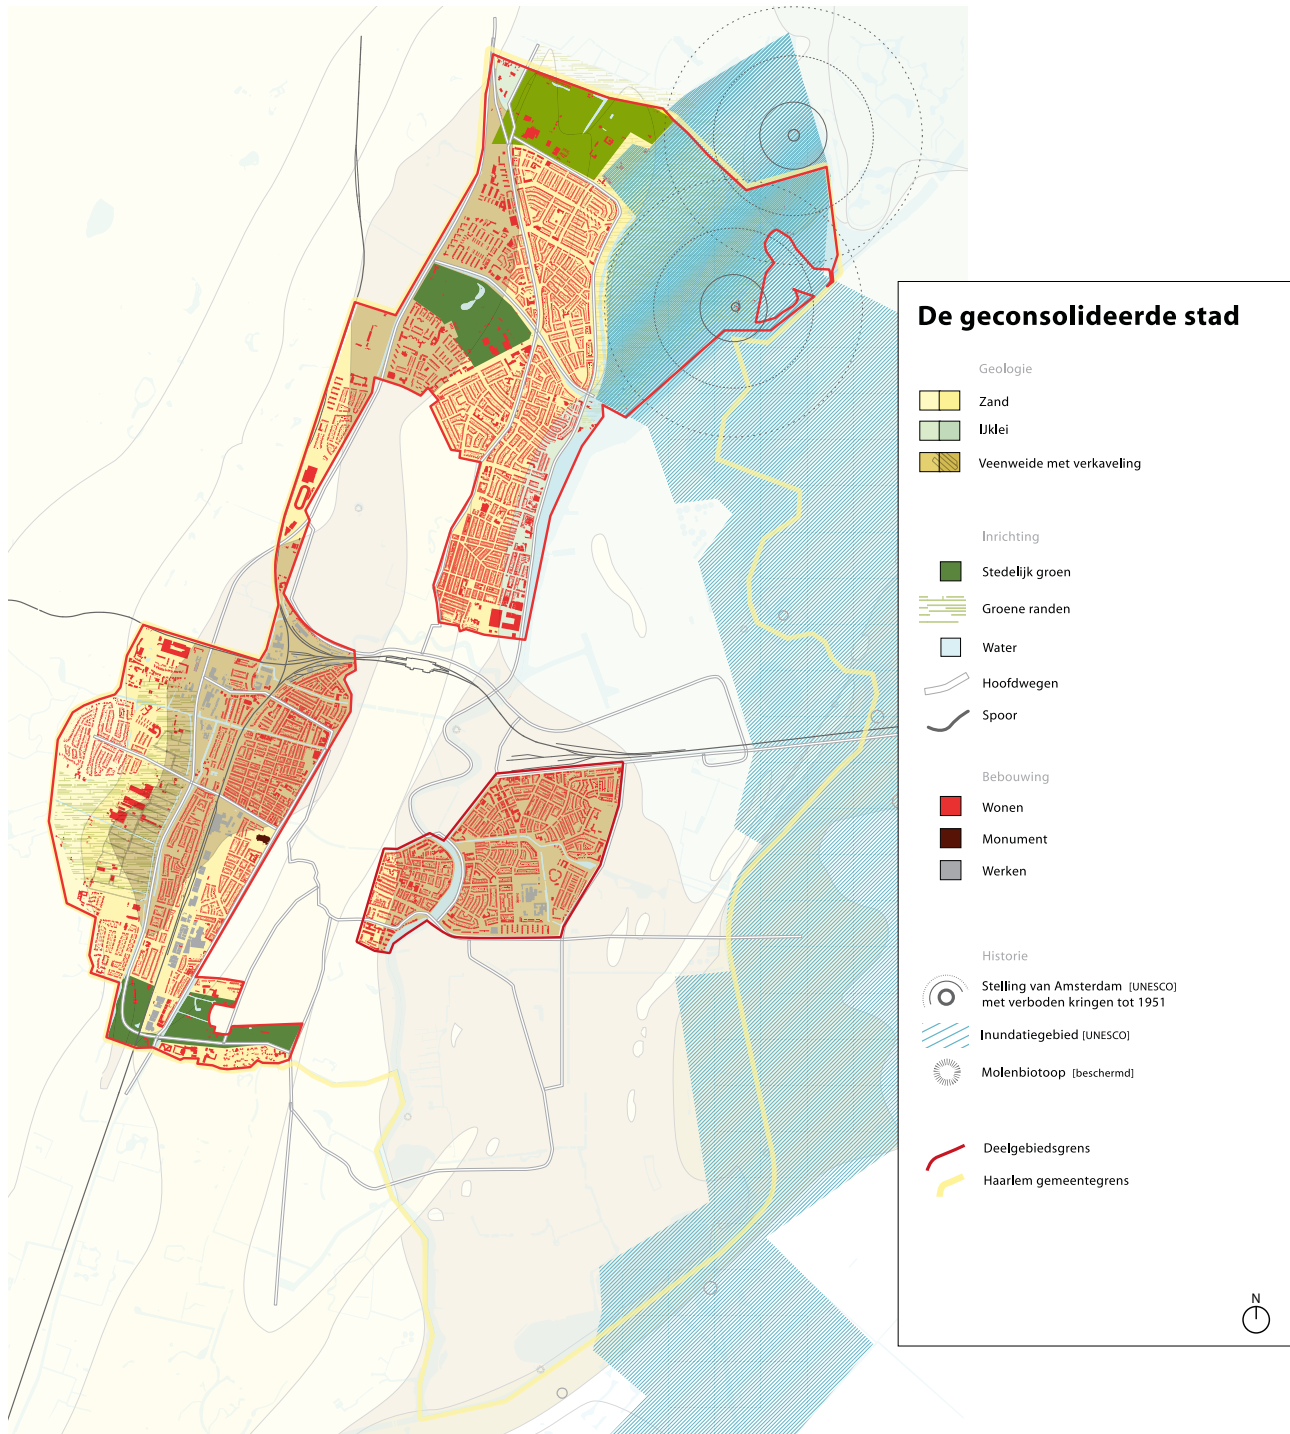 De geconsolideerde stad
Geologie
Zand
IJklei
Veenweide met verkaveling
Inrichting
Stedelijk groen
Groene randen
Water
Hoofdwegen
Spoor
Bebouwing
Wonen
Monument
Werken
Historie
Stelling van Amsterdam [UNESCO]
met verboden kringen tot 1951
Inundatiegebied [UNESCO]
Molenbiotoop [beschermd]
Deelgebiedsgrens
Haarlem gemeentegrens
N